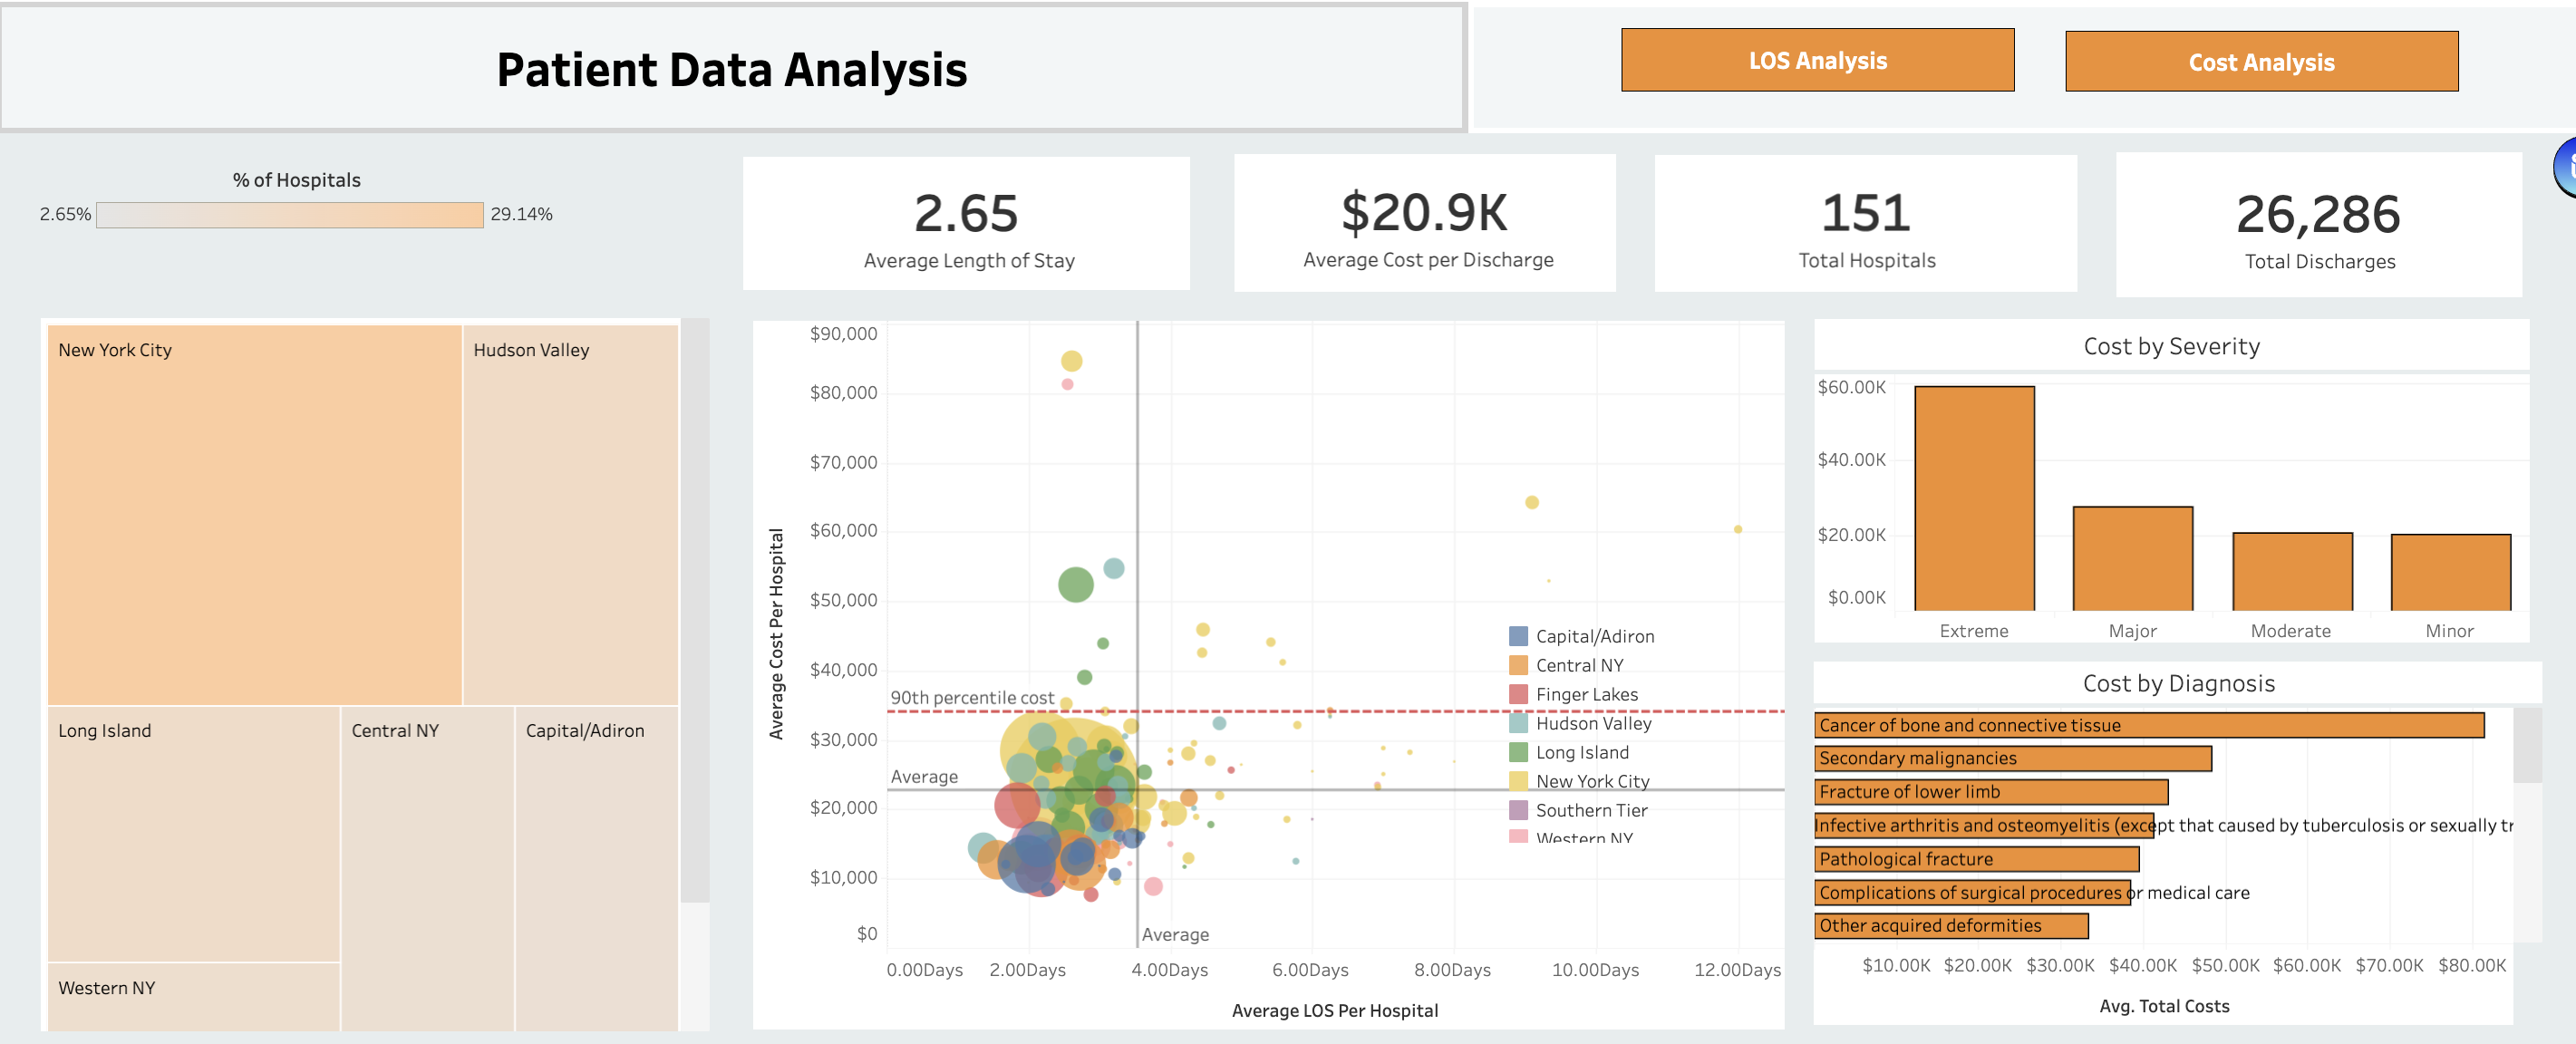 Patient Data Analysis
LOS Analysis
Cost Analysis
% of Hospitals
2.65%
29.14%
2.65
Average Length of Stay
$20.9K
Average Cost per Discharge
151
Total Hospitals
26,286
Total Discharges
New York City
Hudson Valley
Long Island
Central NY
Capital/Adiron
Western NY
Average Cost Per Hospital
$90,000
$80,000
$70,000
$60,000
$50,000
$40,000
$30,000
$20,000
$10,000
$0
90th percentile cost
Average
Average
Capital/Adiron
Central NY
Finger Lakes
Hudson Valley
Long Island
New York City
Southern Tier
Western NY
0.00Days 2.00Days 4.00Days 6.00Days 8.00Days 10.00Days 12.00Days
Average LOS Per Hospital
Cost by Severity
$60.00K
$40.00K
$20.00K
$0.00K
Extreme Major Moderate Minor
Cost by Diagnosis
Cancer of bone and connective tissue
Secondary malignancies
Fracture of lower limb
Infective arthritis and osteomyelitis (except that caused by tuberculosis or sexually tr
Pathological fracture
Complications of surgical procedures or medical care
Other acquired deformities
$10.00K $20.00K $30.00K $40.00K $50.00K $60.00K $70.00K $80.00K
Avg. Total Costs